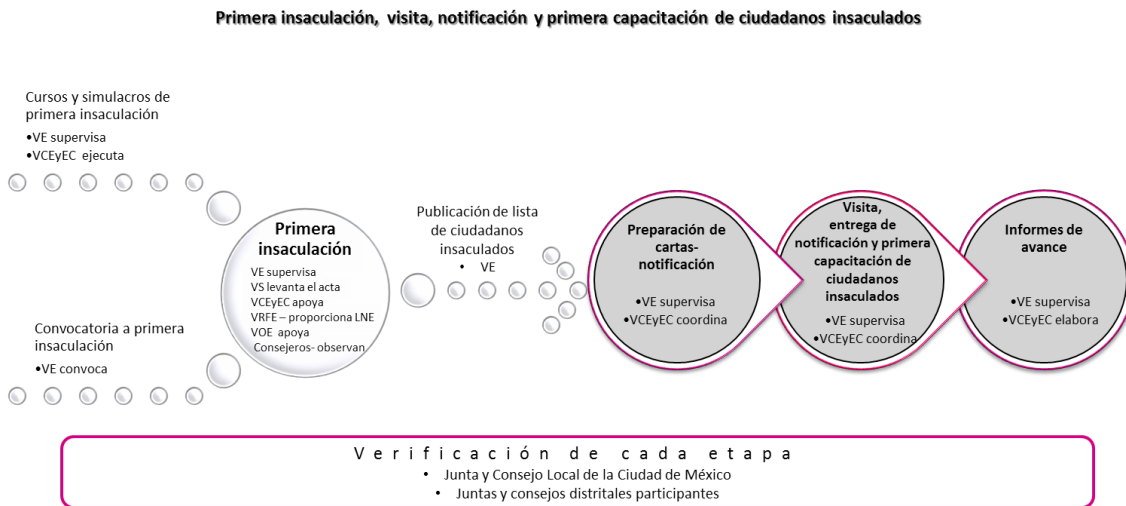 Primera insaculación, visita, notificación y primera capacitación de ciudadanos insaculados
Cursos y simulacros de
primera insaculación
•VE supervisa
•VCEyEC ejecuta
Convocatoria a primera
insaculación
•VE convoca
Primera
insaculación
VE supervisa
VS levanta el acta
VCEyEC apoya
VRFE – proporciona LNE
VOE apoya
Consejeros- observan
Publicación de lista
de ciudadanos
insaculados
• VE
Preparación de
cartas-
notificación
•VE supervisa
•VCEyEC coordina
Visita,
entrega de
notificación y primera
capacitación de
ciudadanos
insaculados
•VE supervisa
•VCEyEC coordina
Informes de
avance
•VE supervisa
•VCEyEC elabora
Verificación de cada etapa
• Junta y Consejo Local de la Ciudad de México
• Juntas y consejos distritales participantes